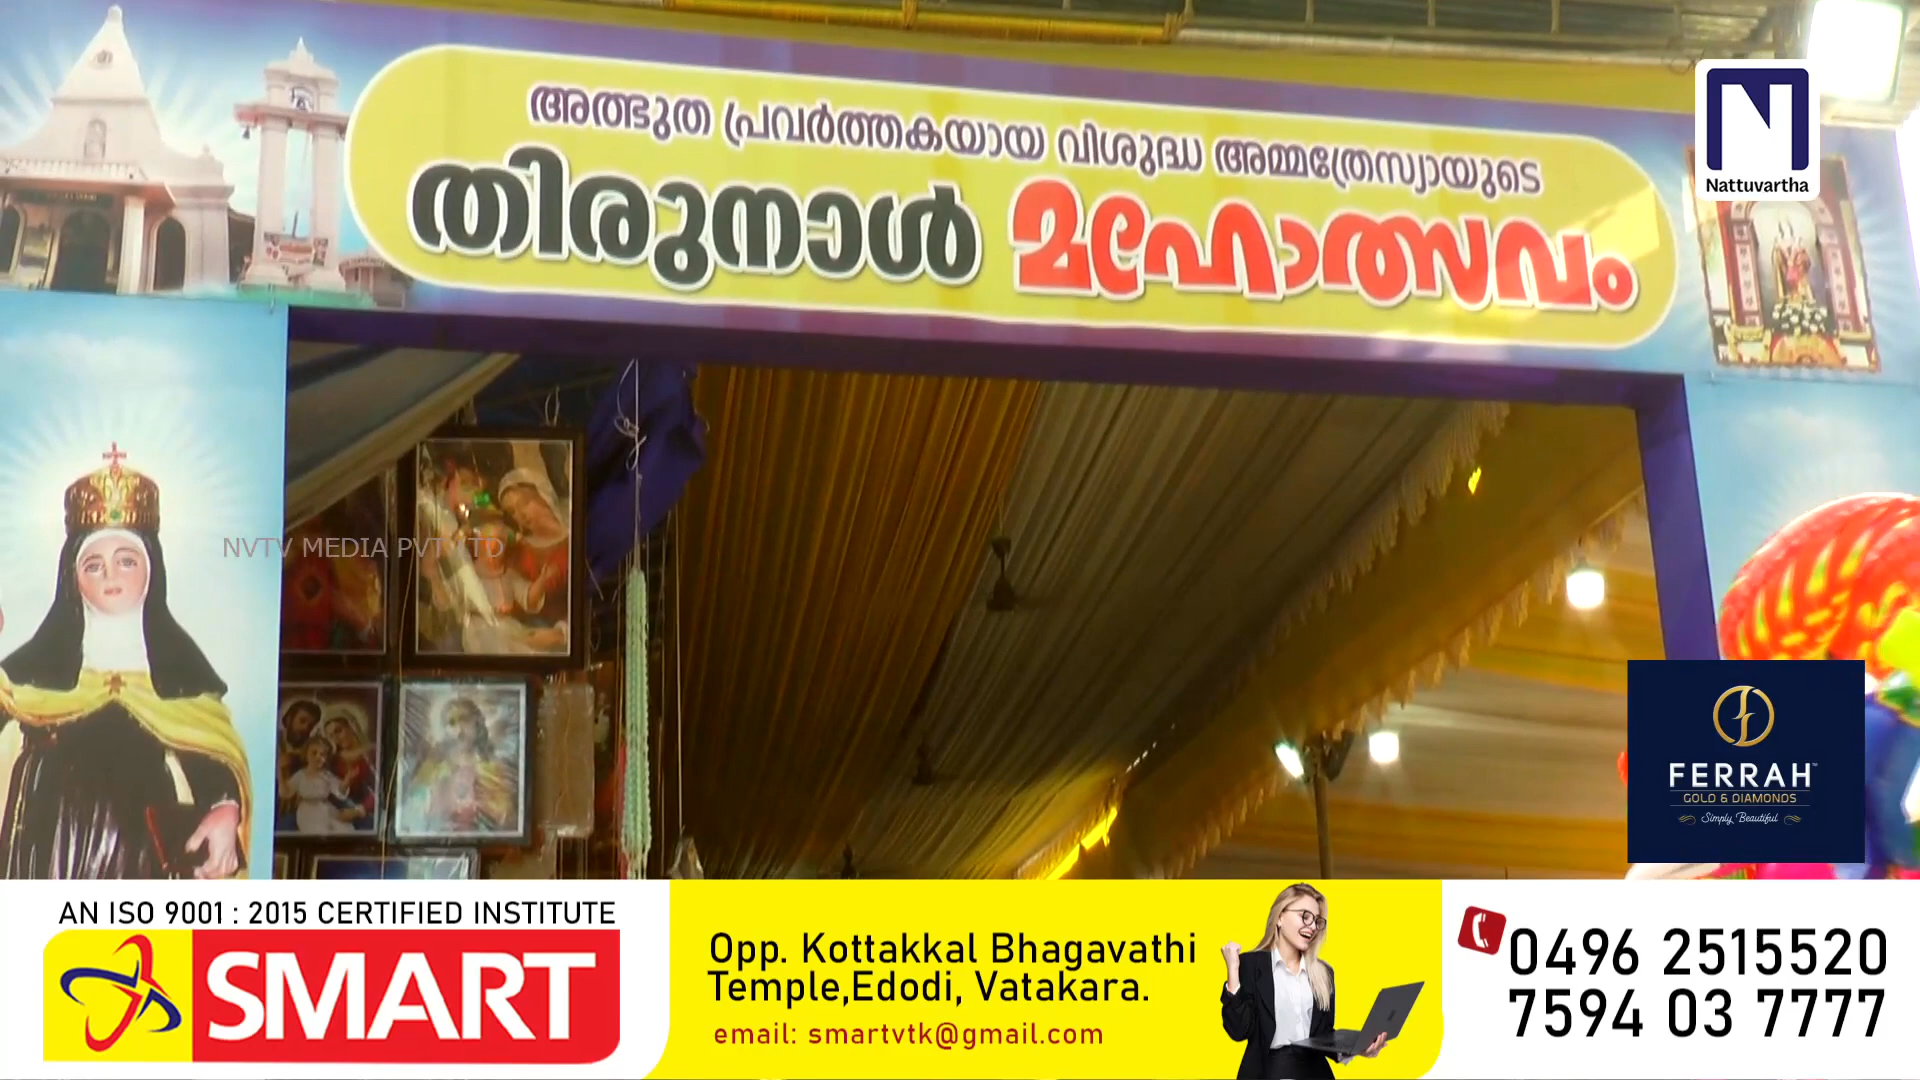 അത്ഭുത പ്രവർത്തകയായ വിശുദ്ധ അമ്മത്രേസ്യായുടെ
തിരുനാൾ മഹോത്സവം
N
Nattuvartha
NVTV MEDIA PVT LTD
FERRAH™
GOLD & DIAMONDS
Simply Beautiful
AN ISO 9001 : 2015 CERTIFIED INSTITUTE
SMART
Opp. Kottakkal Bhagavathi
Temple,Edodi, Vatakara.
email: smartvtk@gmail.com
0496 2515520
7594 03 7777